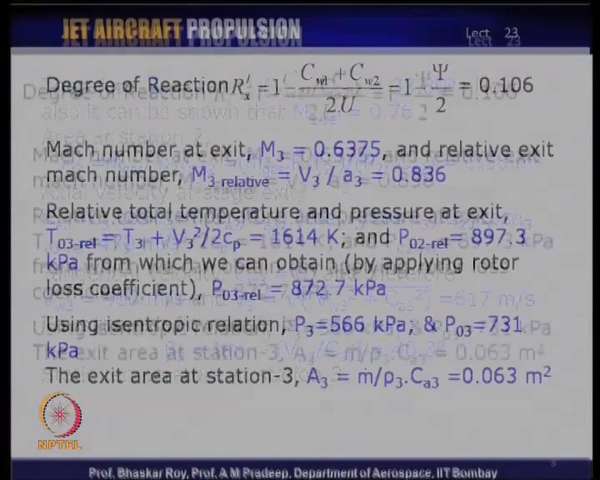 JET AIRCRAFT PROPULSION
Lect. 23
Degree of Reaction R'ₓ = 1 - (C_w1 + C_w2)/2U = 1 - Ψ/2 = 0.106
Mach number at exit, M₃ = 0.6375, and relative exit
mach number, M₃₋relative = V₃ / a₃ = 0.836
Relative total temperature and pressure at exit,
T₀₃₋rel = T₃ + V₃²/2Cₚ = 1614 K; and P₀₂₋rel = 897.3
kPa from which we can obtain (by applying rotor
loss coefficient), P₀₃₋rel = 872.7 kPa
Using isentropic relation, P₃=566 kPa, & P₀₃=731
kPa
The exit area at station-3, A₃ = ṁ/ρ₃.Cₐ₃ =0.063 m²
NPTEL
Prof. Bhaskar Roy, Prof. A M Pradeep, Department of Aerospace, IIT Bombay